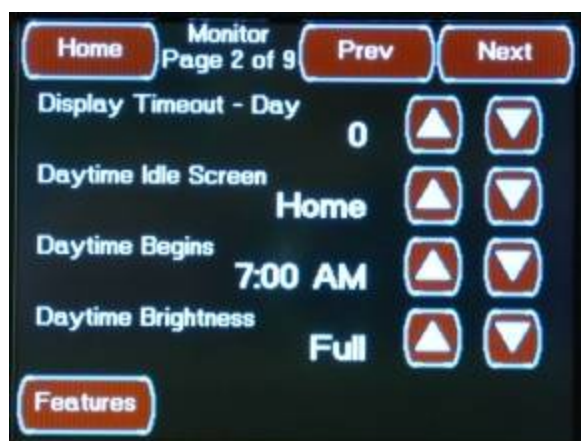 Home
Monitor
Page 2 of 9
Prev
Next
Display Timeout - Day
0
Daytime Idle Screen
Home
Daytime Begins
7:00 AM
Daytime Brightness
Full
Features